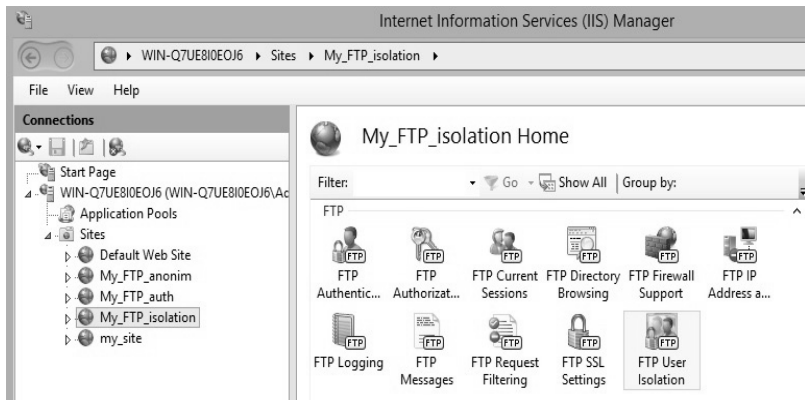 Internet Information Services (IIS) Manager
WIN-Q7UE8I0EOJ6 ▸ Sites ▸ My_FTP_isolation ▸
File View Help
Connections
Start Page
WIN-Q7UE8I0EOJ6 (WIN-Q7UE8I0EOJ6\Ac
Application Pools
Sites
Default Web Site
My_FTP_anonim
My_FTP_auth
My_FTP_isolation
my_site
My_FTP_isolation Home
Filter: Go Show All Group by:
FTP
FTP Authentic...
FTP Authorizat...
FTP Current Sessions
FTP Directory Browsing
FTP Firewall Support
FTP IP Address a...
FTP Logging
FTP Messages
FTP Request Filtering
FTP SSL Settings
FTP User Isolation